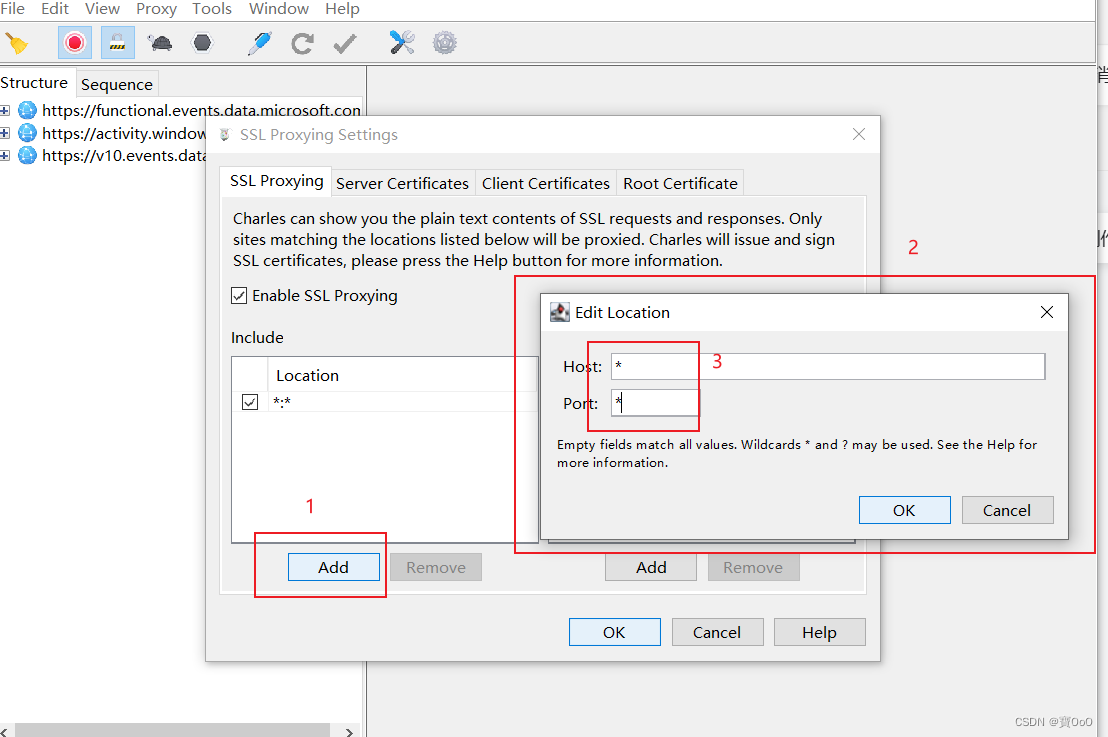 File Edit View Proxy Tools Window Help
Structure Sequence
https://functional.events.data.microsoft.con
https://activity.window
https://v10.events.data
SSL Proxying Settings
SSL Proxying Server Certificates Client Certificates Root Certificate
Charles can show you the plain text contents of SSL requests and responses. Only
sites matching the locations listed below will be proxied. Charles will issue and sign
SSL certificates, please press the Help button for more information.
2
Enable SSL Proxying
Edit Location
Include
Host: *
3
Location
*:*
Port: *
Empty fields match all values. Wildcards * and ? may be used. See the Help for
more information.
1
OK Cancel
Add Remove Add Remove
OK Cancel Help
CSDN @寶OoO